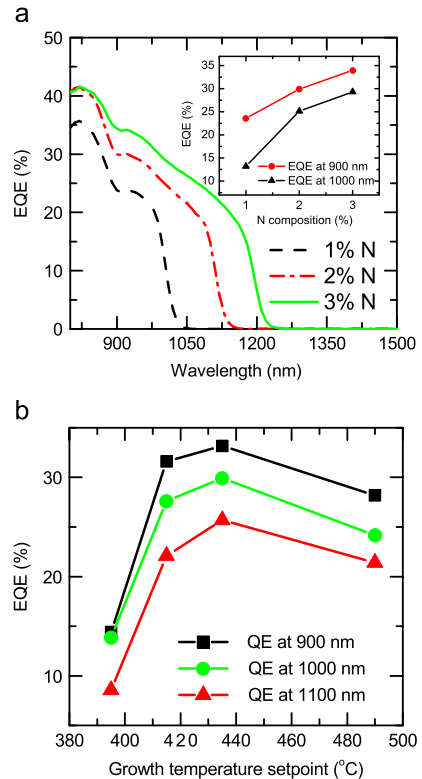 a
50
40
30
20
10
0
EQE (%)
900
1050
1200
1350
1500
Wavelength (nm)
1% N
2% N
3% N
35
30
25
20
15
10
EQE (%)
EQE at 900 nm
EQE at 1000 nm
1
2
3
N composition (%)
b
30
20
10
EQE (%)
QE at 900 nm
QE at 1000 nm
QE at 1100 nm
380
400
420
440
460
480
500
Growth temperature setpoint (°C)